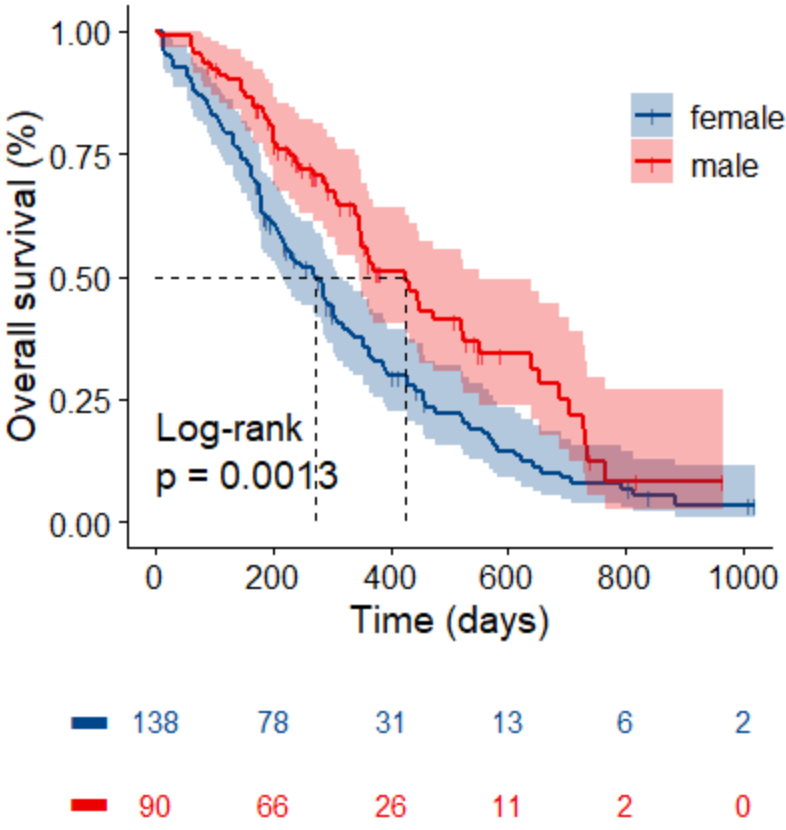 Overall survival (%)
1.00
0.75
0.50
0.25
0.00
female
male
Log-rank
p = 0.0013
0 200 400 600 800 1000
Time (days)
138 78 31 13 6 2
90 66 26 11 2 0